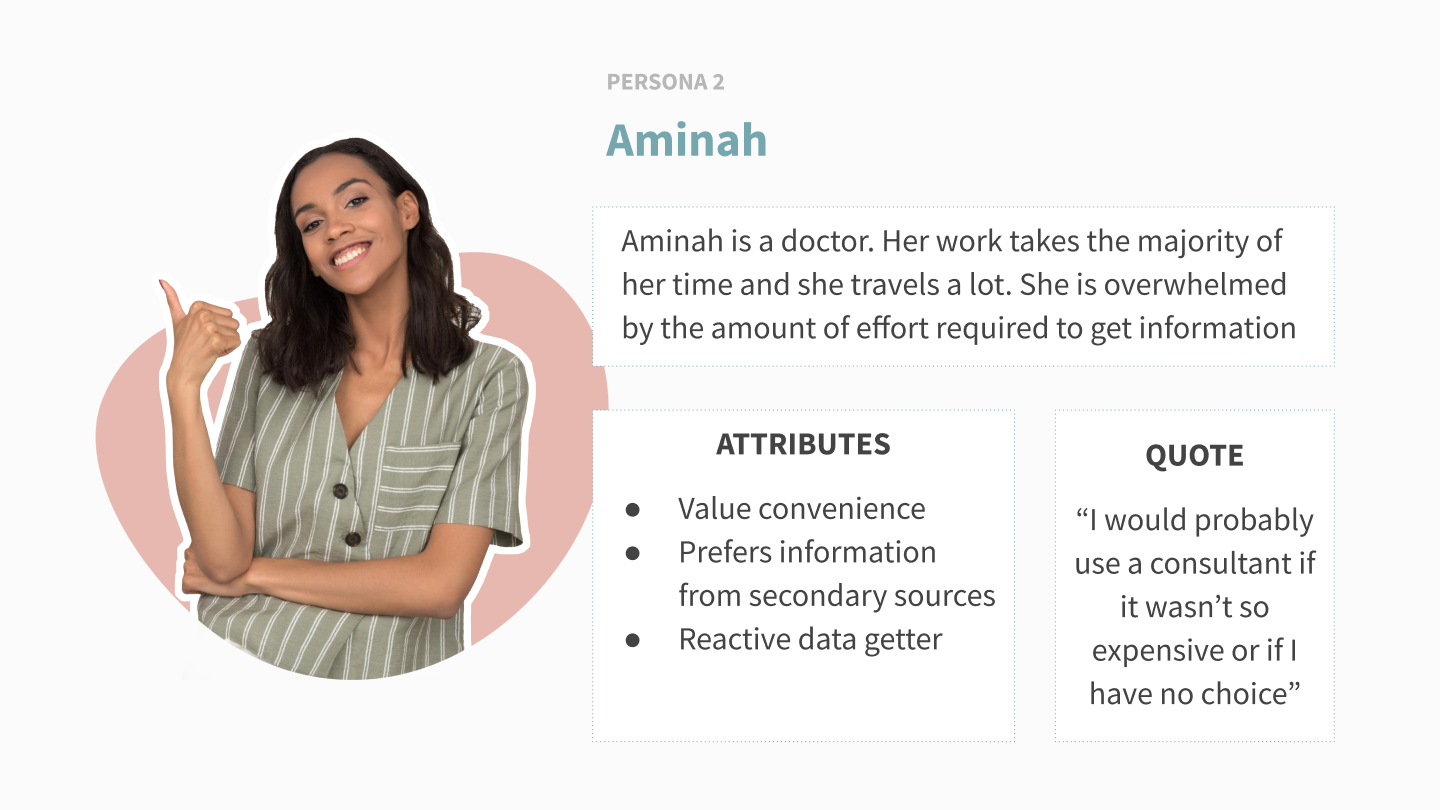 PERSONA 2
Aminah
Aminah is a doctor. Her work takes the majority of
her time and she travels a lot. She is overwhelmed
by the amount of effort required to get information
ATTRIBUTES
● Value convenience
● Prefers information
from secondary sources
● Reactive data getter
QUOTE
“I would probably
use a consultant if
it wasn’t so
expensive or if I
have no choice”